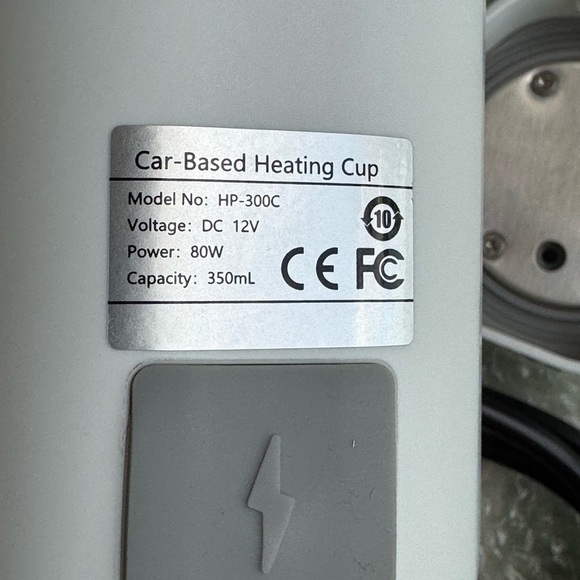 Car-Based Heating Cup
Model No: HP-300C
Voltage: DC 12V
Power: 80W
Capacity: 350mL
10
CE FC